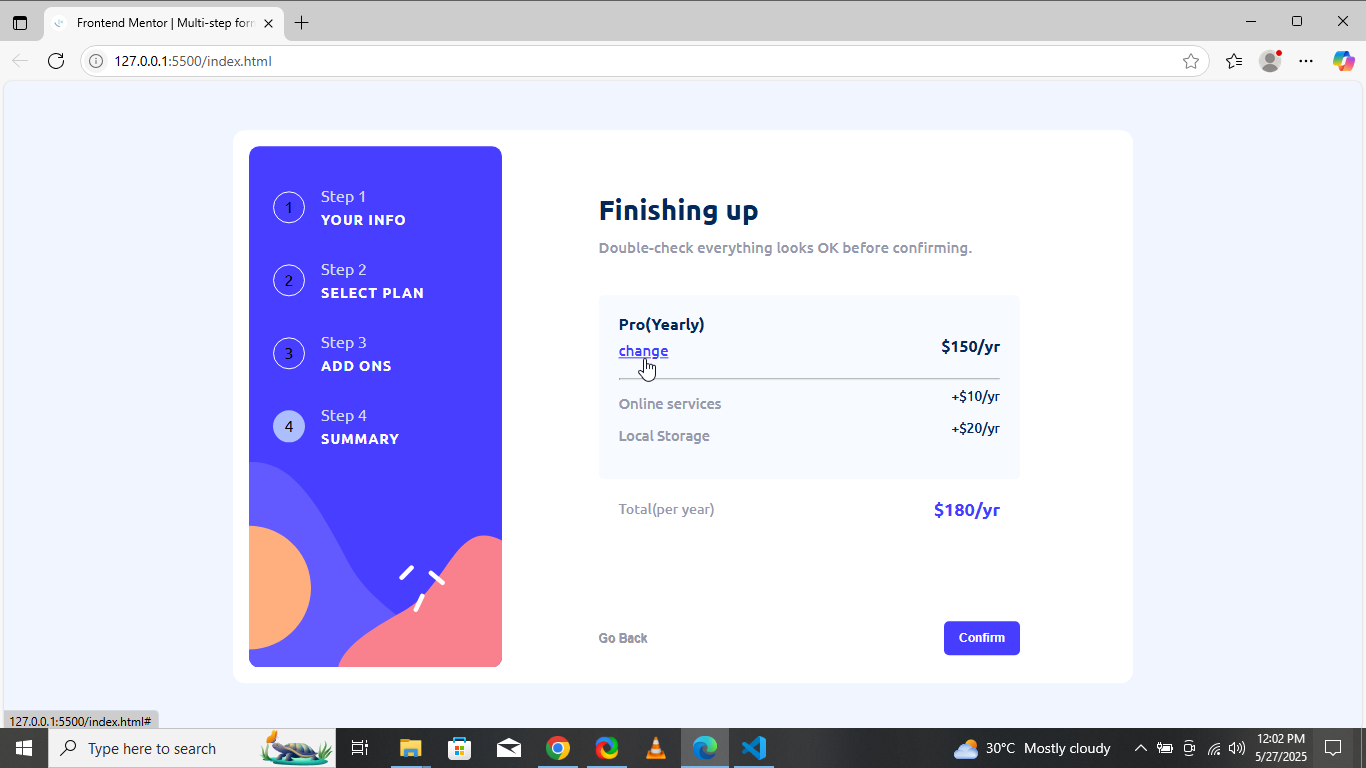 Frontend Mentor | Multi-step for
127.0.0.1:5500/index.html
1
Step 1
YOUR INFO
2
Step 2
SELECT PLAN
3
Step 3
ADD ONS
4
Step 4
SUMMARY
Finishing up
Double-check everything looks OK before confirming.
Pro(Yearly)
change
$150/yr
Online services
+$10/yr
Local Storage
+$20/yr
Total(per year)
$180/yr
Go Back
Confirm
127.0.0.1:5500/index.html#
Type here to search
30°C Mostly cloudy
12:02 PM
5/27/2025